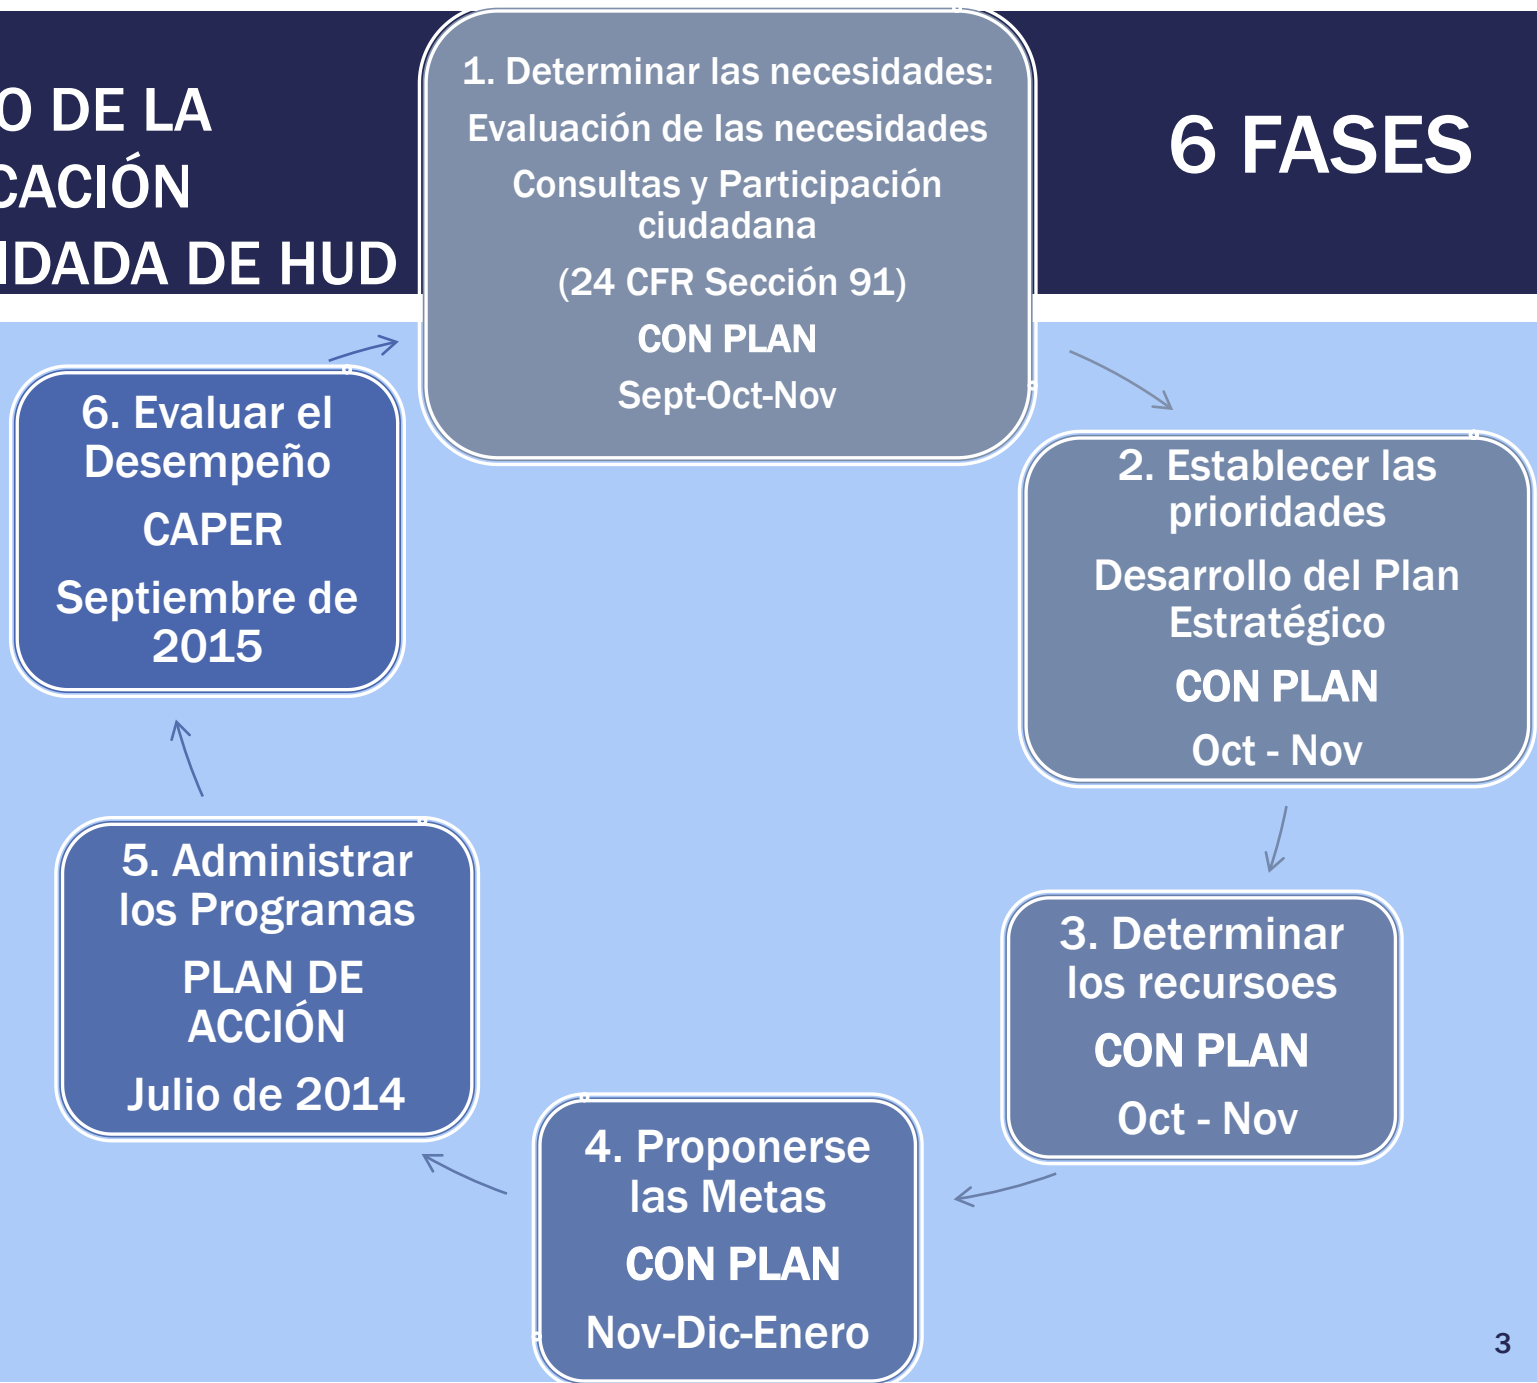 O DE LA
CACIÓN
IDADA DE HUD
6 FASES
1. Determinar las necesidades:
Evaluación de las necesidades
Consultas y Participación
ciudadana
(24 CFR Sección 91)
CON PLAN
Sept-Oct-Nov
2. Establecer las
prioridades
Desarrollo del Plan
Estratégico
CON PLAN
Oct - Nov
3. Determinar
los recursoes
CON PLAN
Oct - Nov
4. Proponerse
las Metas
CON PLAN
Nov-Dic-Enero
5. Administrar
los Programas
PLAN DE
ACCIÓN
Julio de 2014
6. Evaluar el
Desempeño
CAPER
Septiembre de
2015
3